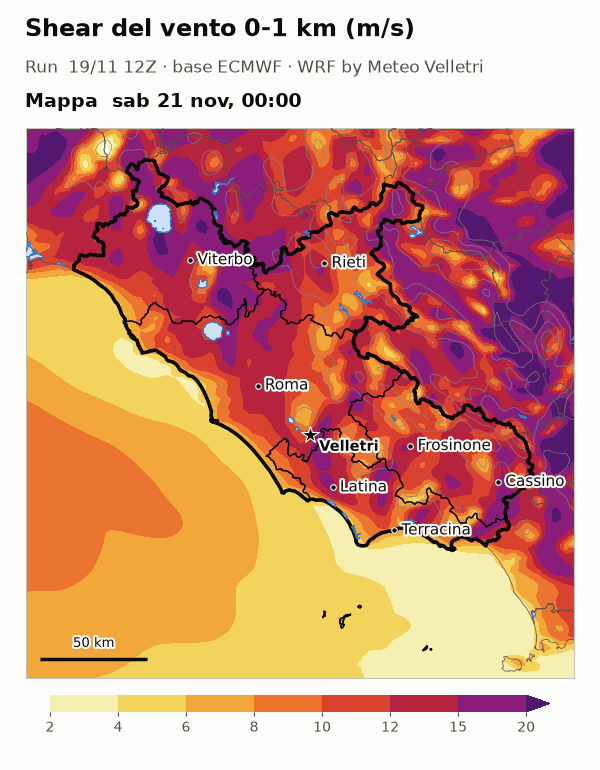 Shear del vento 0-1 km (m/s)
Run  19/11 12Z · base ECMWF · WRF by Meteo Velletri
Mappa  sab 21 nov, 00:00
Viterbo
Rieti
Roma
Velletri
Frosinone
Latina
Cassino
Terracina
50 km
2 4 6 8 10 12 15 20